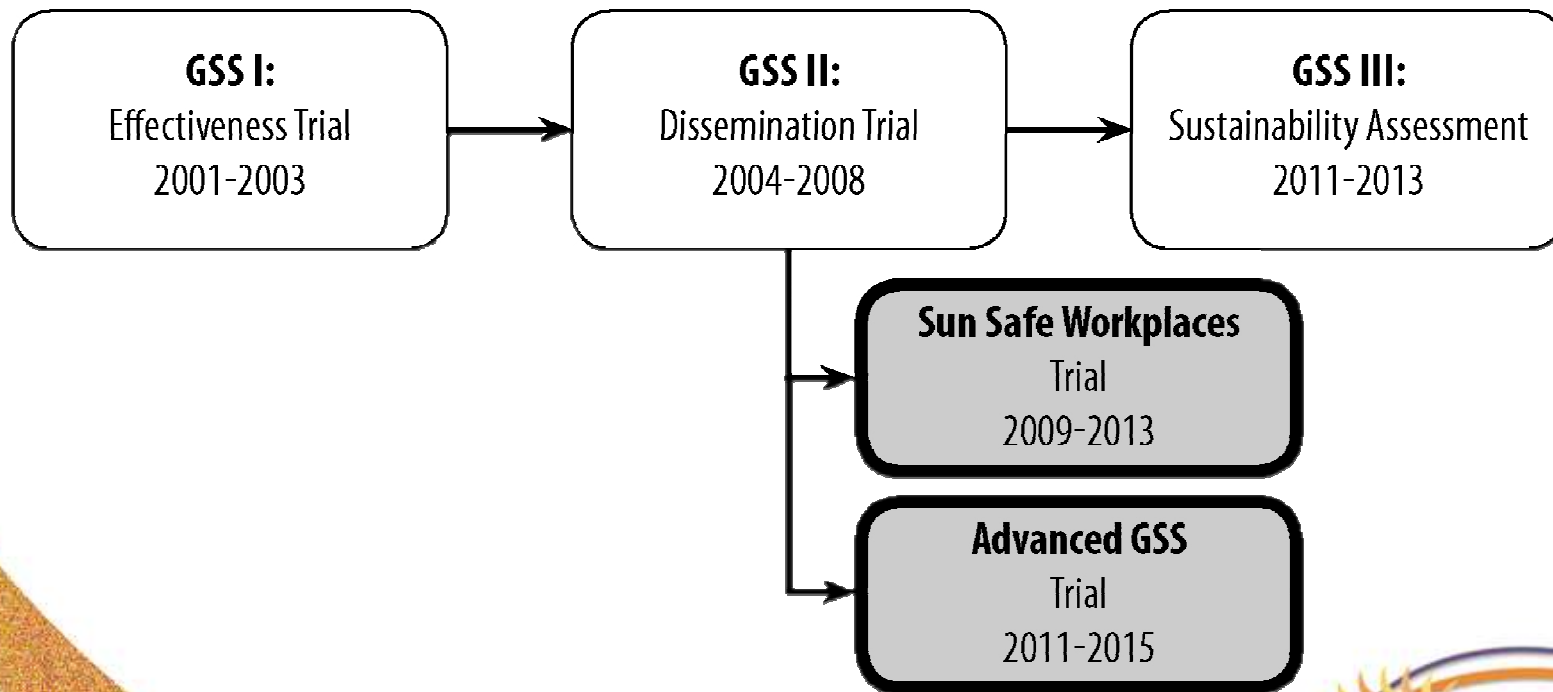 GSS I:
Effectiveness Trial
2001-2003
GSS II:
Dissemination Trial
2004-2008
GSS III:
Sustainability Assessment
2011-2013
Sun Safe Workplaces
Trial
2009-2013
Advanced GSS
Trial
2011-2015